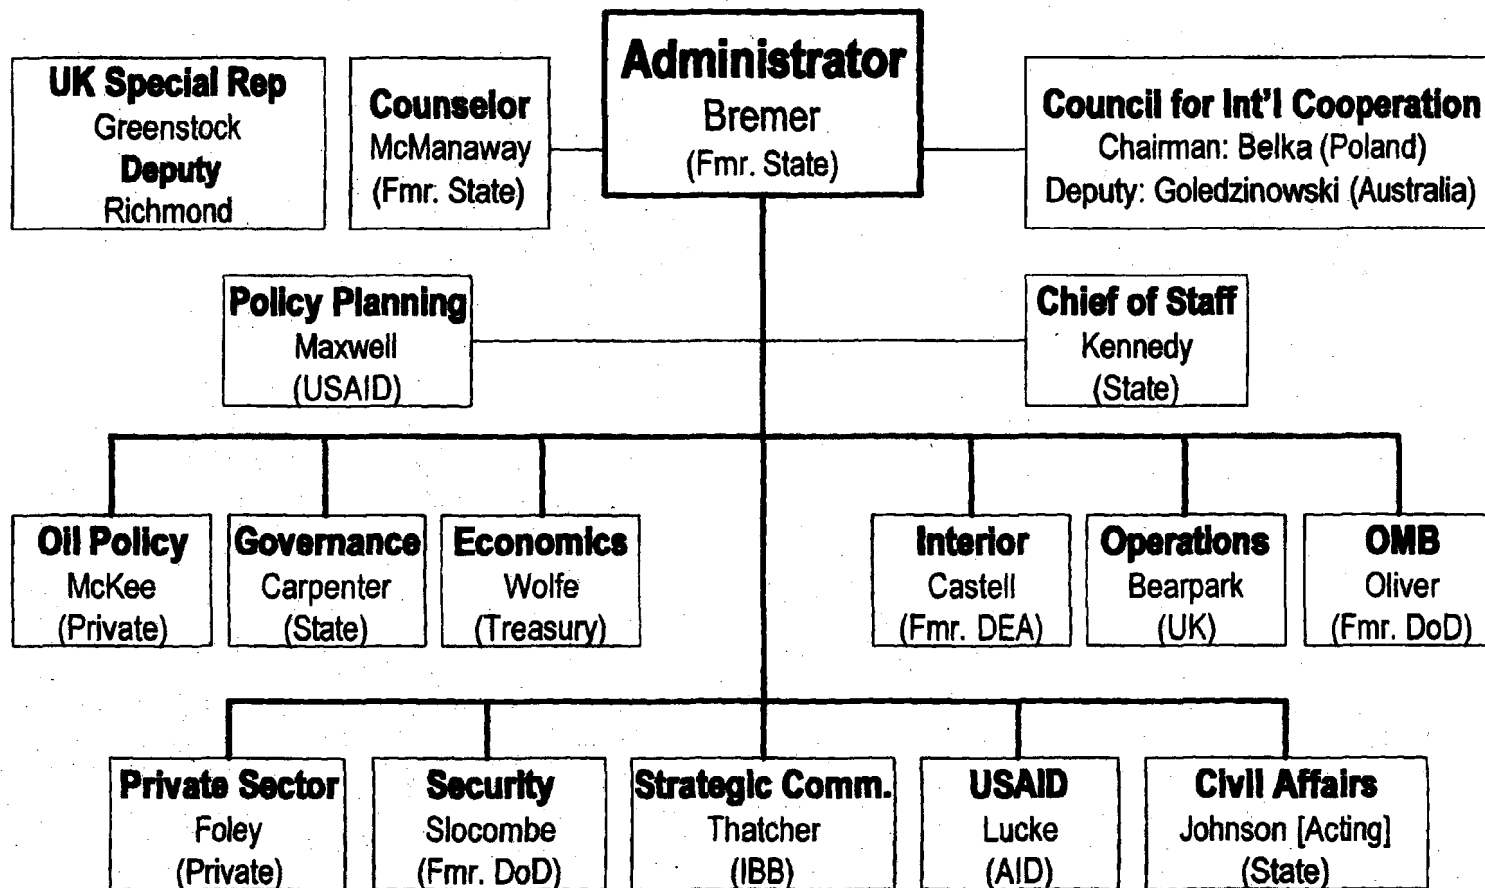 UK Special Rep
Greenstock
Deputy
Richmond
Counselor
McManaway
(Fmr. State)
Administrator
Bremer
(Fmr. State)
Council for Int'l Cooperation
Chairman: Belka (Poland)
Deputy: Goledzinowski (Australia)
Policy Planning
Maxwell
(USAID)
Chief of Staff
Kennedy
(State)
Oil Policy
McKee
(Private)
Governance
Carpenter
(State)
Economics
Wolfe
(Treasury)
Interior
Castell
(Fmr. DEA)
Operations
Bearpark
(UK)
OMB
Oliver
(Fmr. DoD)
Private Sector
Foley
(Private)
Security
Slocombe
(Fmr. DoD)
Strategic Comm.
Thatcher
(IBB)
USAID
Lucke
(AID)
Civil Affairs
Johnson [Acting]
(State)